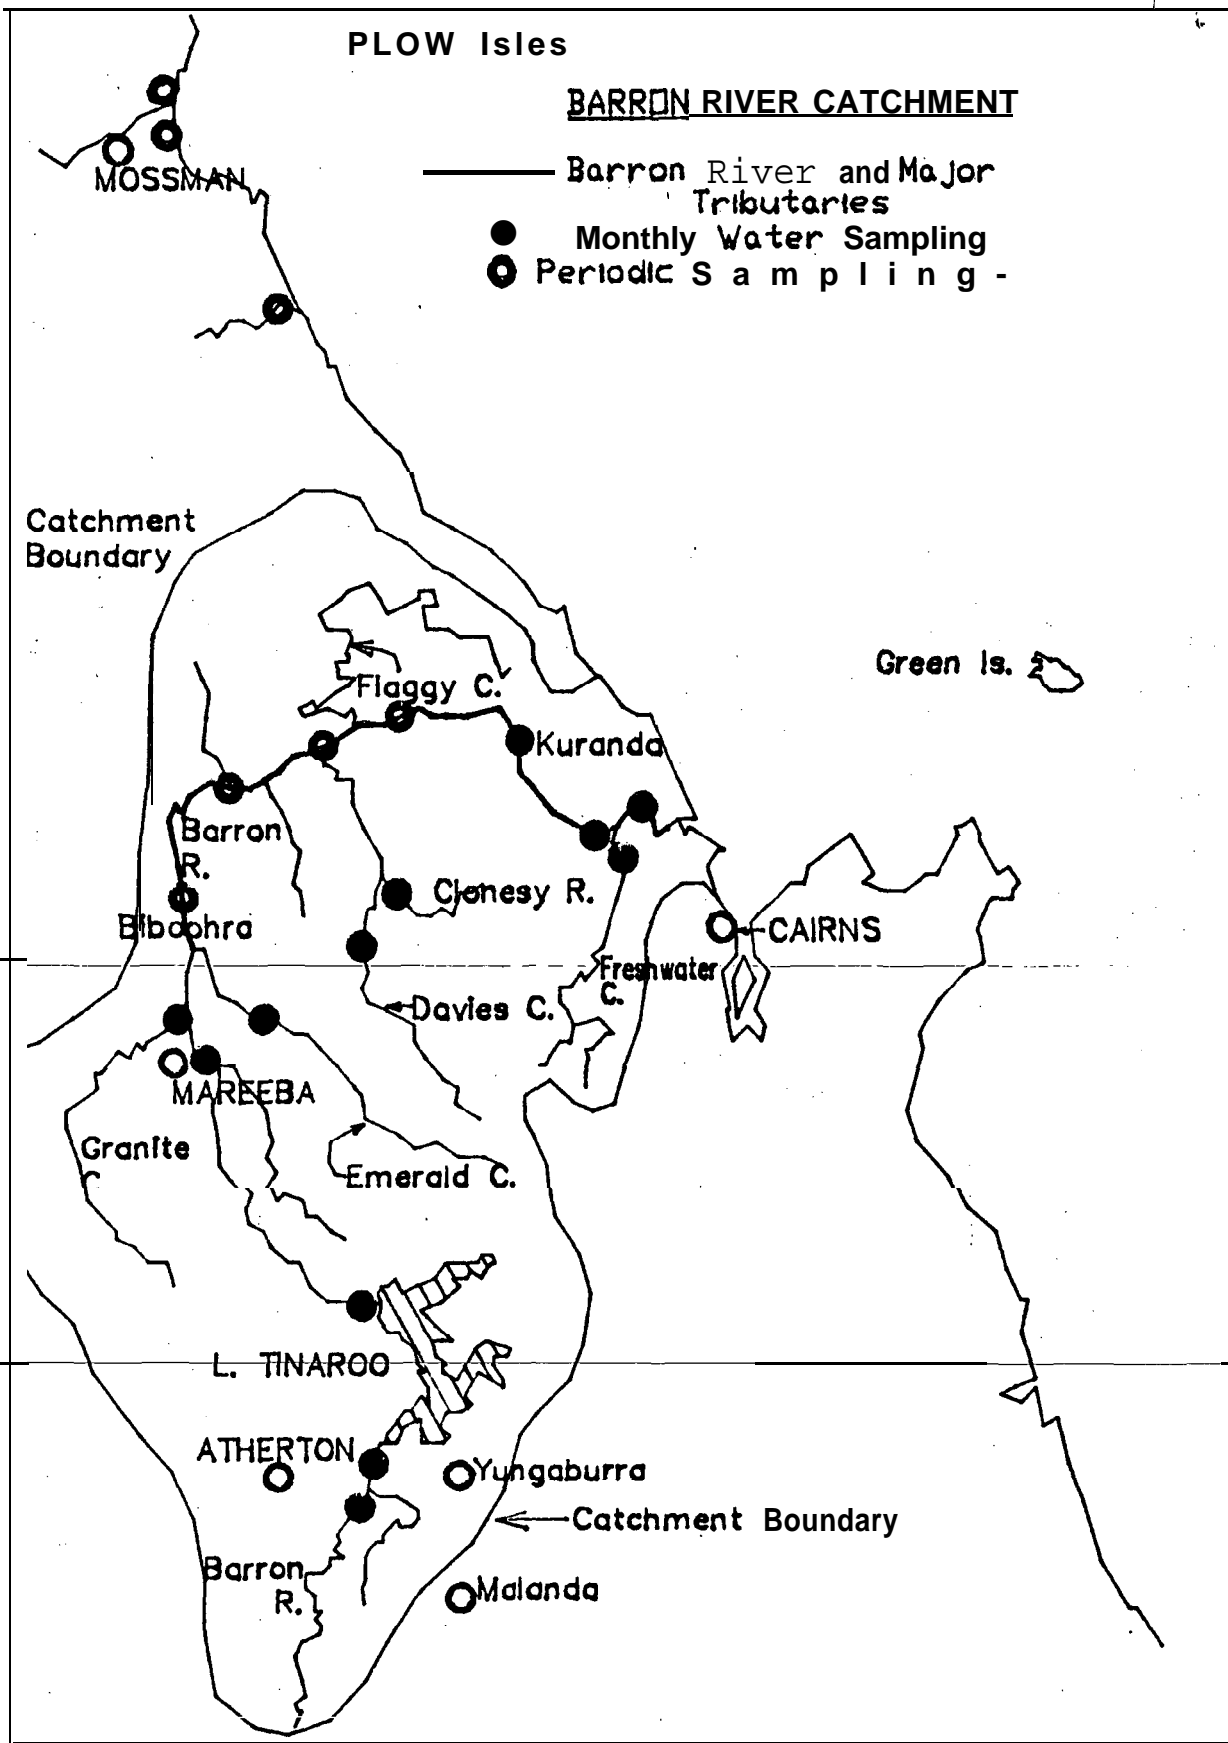 PLOW Isles
BARRON RIVER CATCHMENT
Barron River and Major
Tributaries
Monthly Water Sampling
Periodic Sampling-
MOSSMAN
Catchment
Boundary
Green Is.
Flaggy C.
Kuranda
Barron
R.
Clonesy R.
Biboohra
CAIRNS
Freshwater
C.
Davies C.
MAREEBA
Granite
C
Emerald C.
L. TINAROO
ATHERTON
Yungaburra
Catchment Boundary
Barron
R.
Malanda